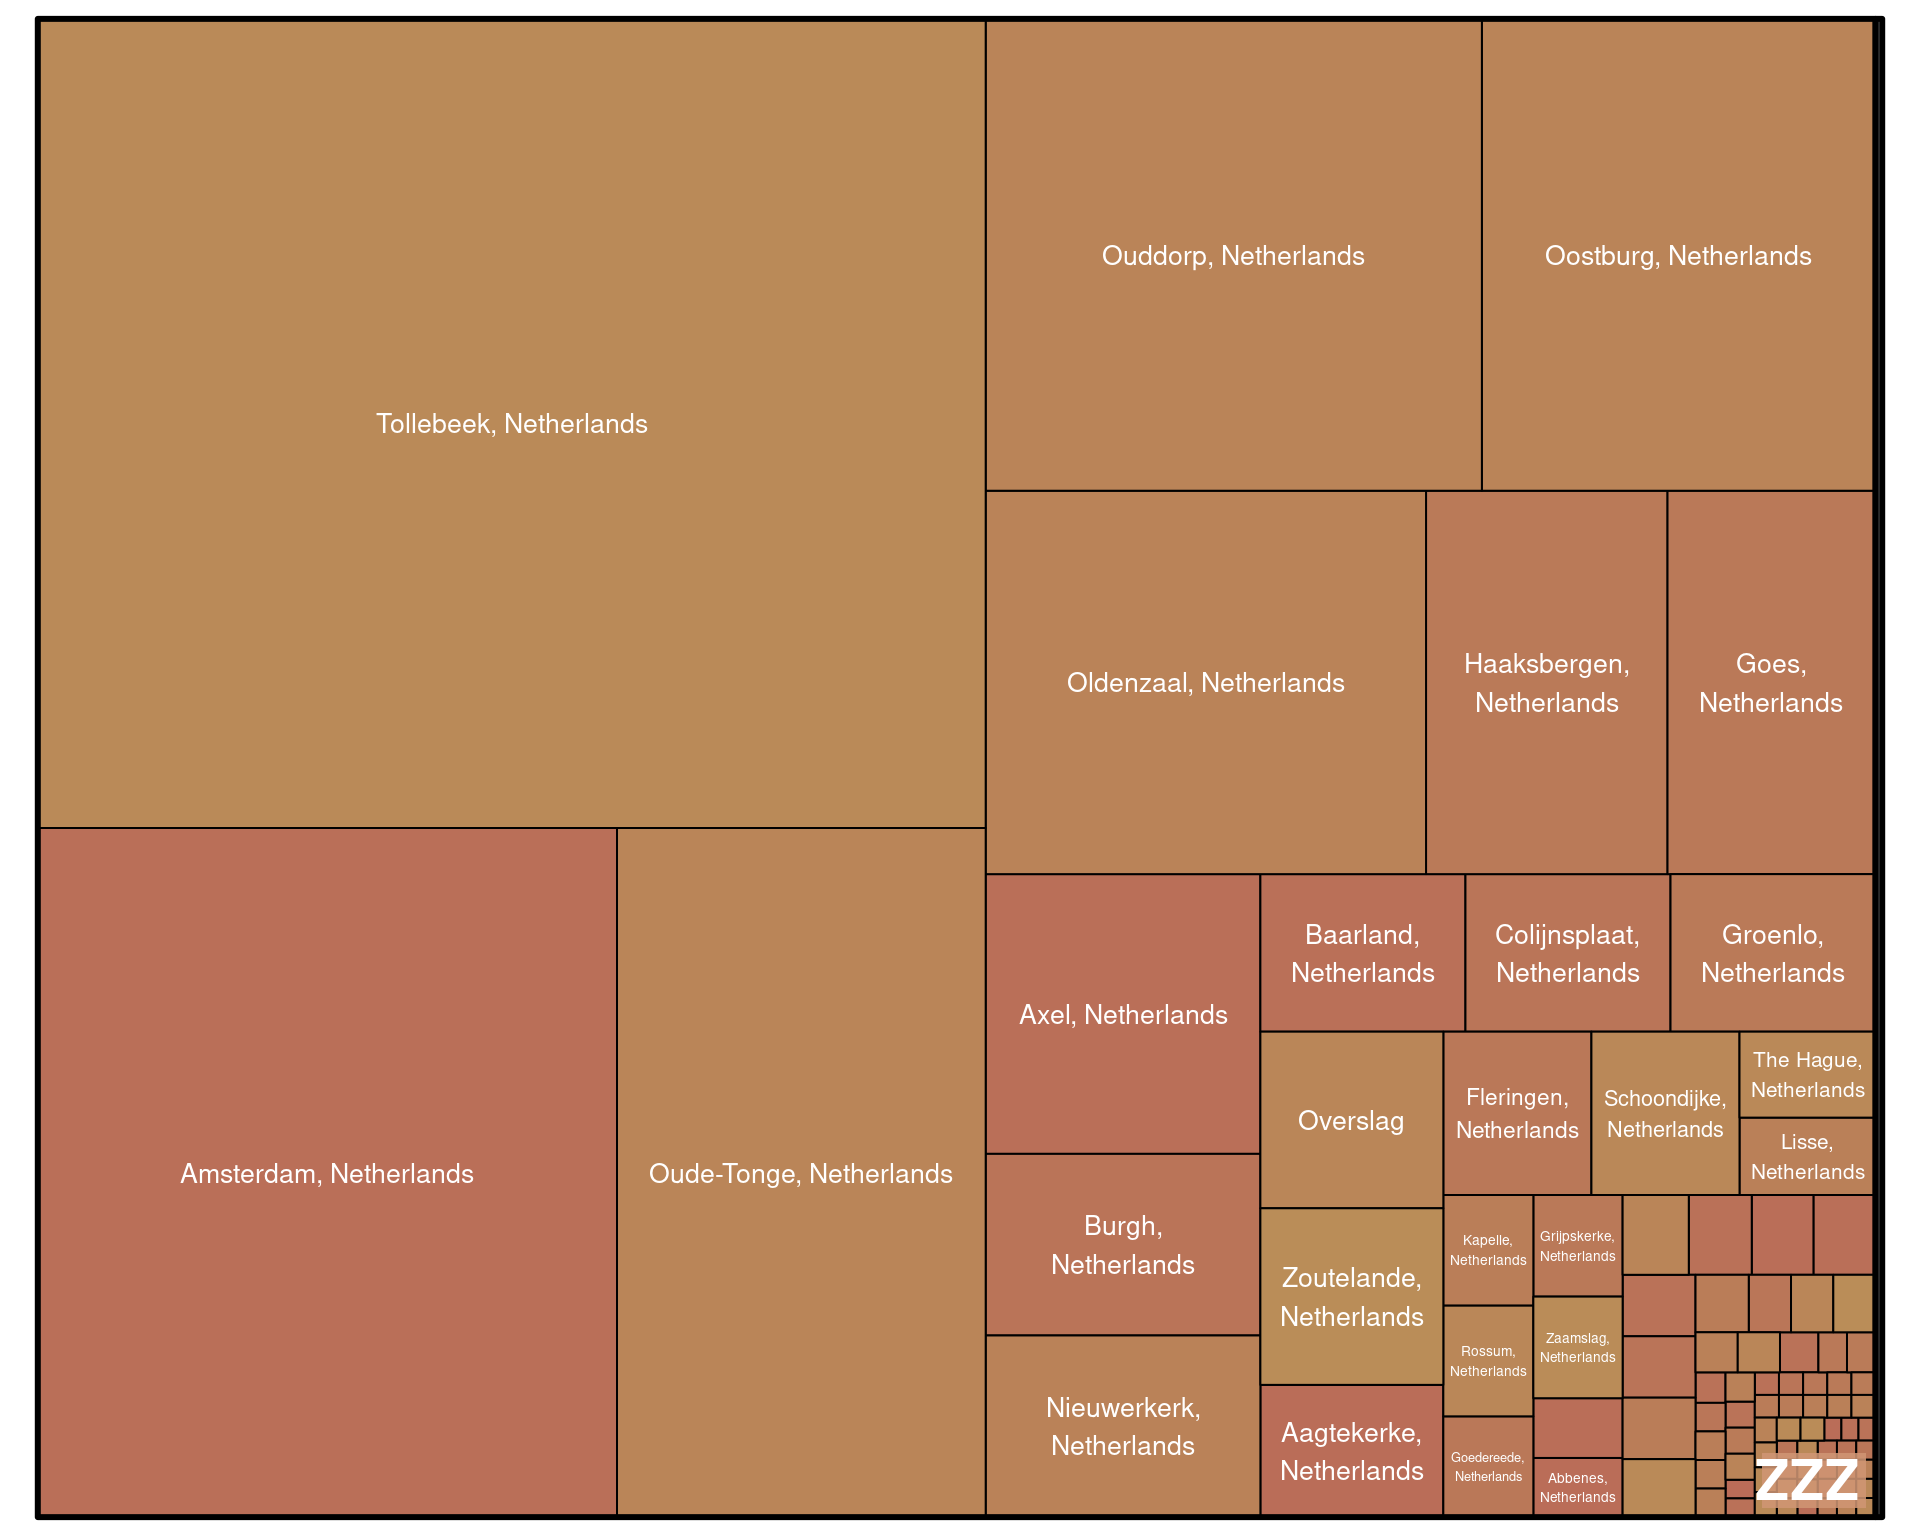 Tollebeek, Netherlands
Ouddorp, Netherlands
Oostburg, Netherlands
Oldenzaal, Netherlands
Haaksbergen,
Netherlands
Goes,
Netherlands
Amsterdam, Netherlands
Oude-Tonge, Netherlands
Axel, Netherlands
Baarland,
Netherlands
Colijnsplaat,
Netherlands
Groenlo,
Netherlands
Overslag
Fleringen,
Netherlands
Schoondijke,
Netherlands
The Hague,
Netherlands
Lisse,
Netherlands
Burgh,
Netherlands
Zoutelande,
Netherlands
Kapelle,
Netherlands
Grijpskerke,
Netherlands
Rossum,
Netherlands
Zaamslag,
Netherlands
Nieuwerkerk,
Netherlands
Aagtekerke,
Netherlands
Goedereede,
Netherlands
Abbenes,
Netherlands
ZZZ